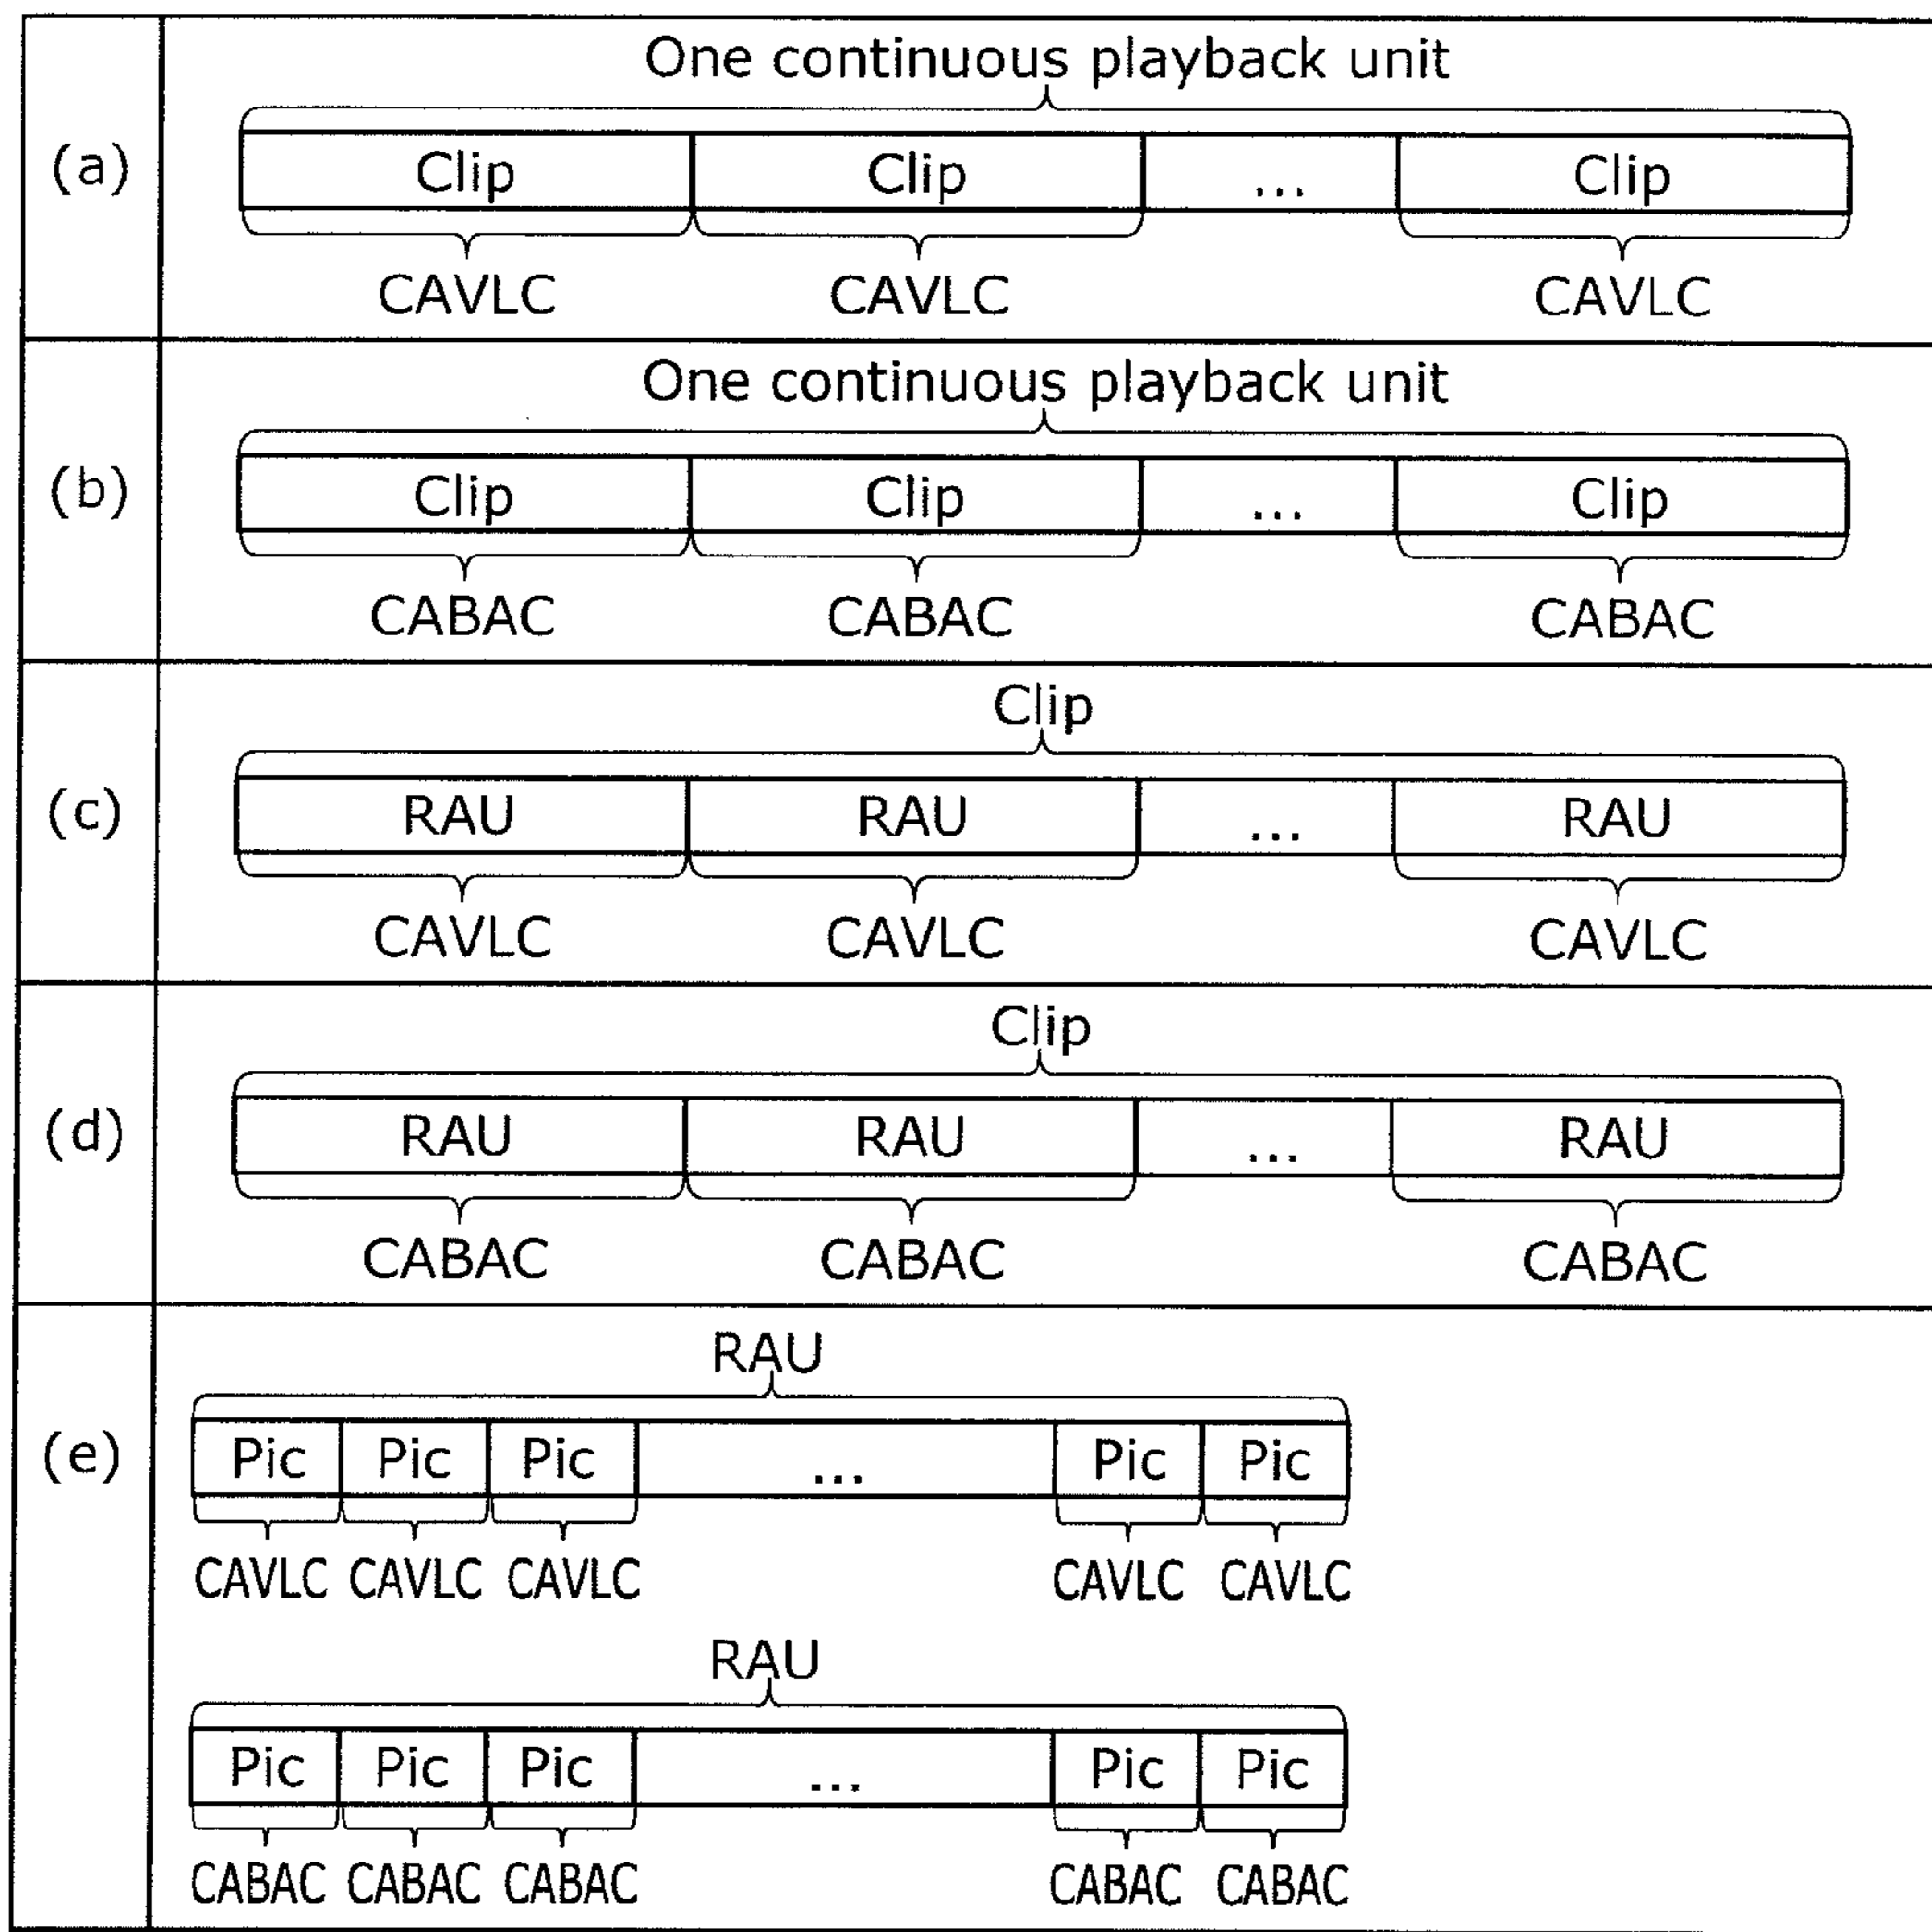 One continuous playback unit
(a) Clip Clip ... Clip
CAVLC CAVLC CAVLC
One continuous playback unit
(b) Clip Clip ... Clip
CABAC CABAC CABAC
Clip
(c) RAU RAU ... RAU
CAVLC CAVLC CAVLC
Clip
(d) RAU RAU ... RAU
CABAC CABAC CABAC
RAU
(e) Pic Pic Pic ... Pic Pic
CAVLC CAVLC CAVLC CAVLC CAVLC
RAU
Pic Pic Pic ... Pic Pic
CABAC CABAC CABAC CABAC CABAC